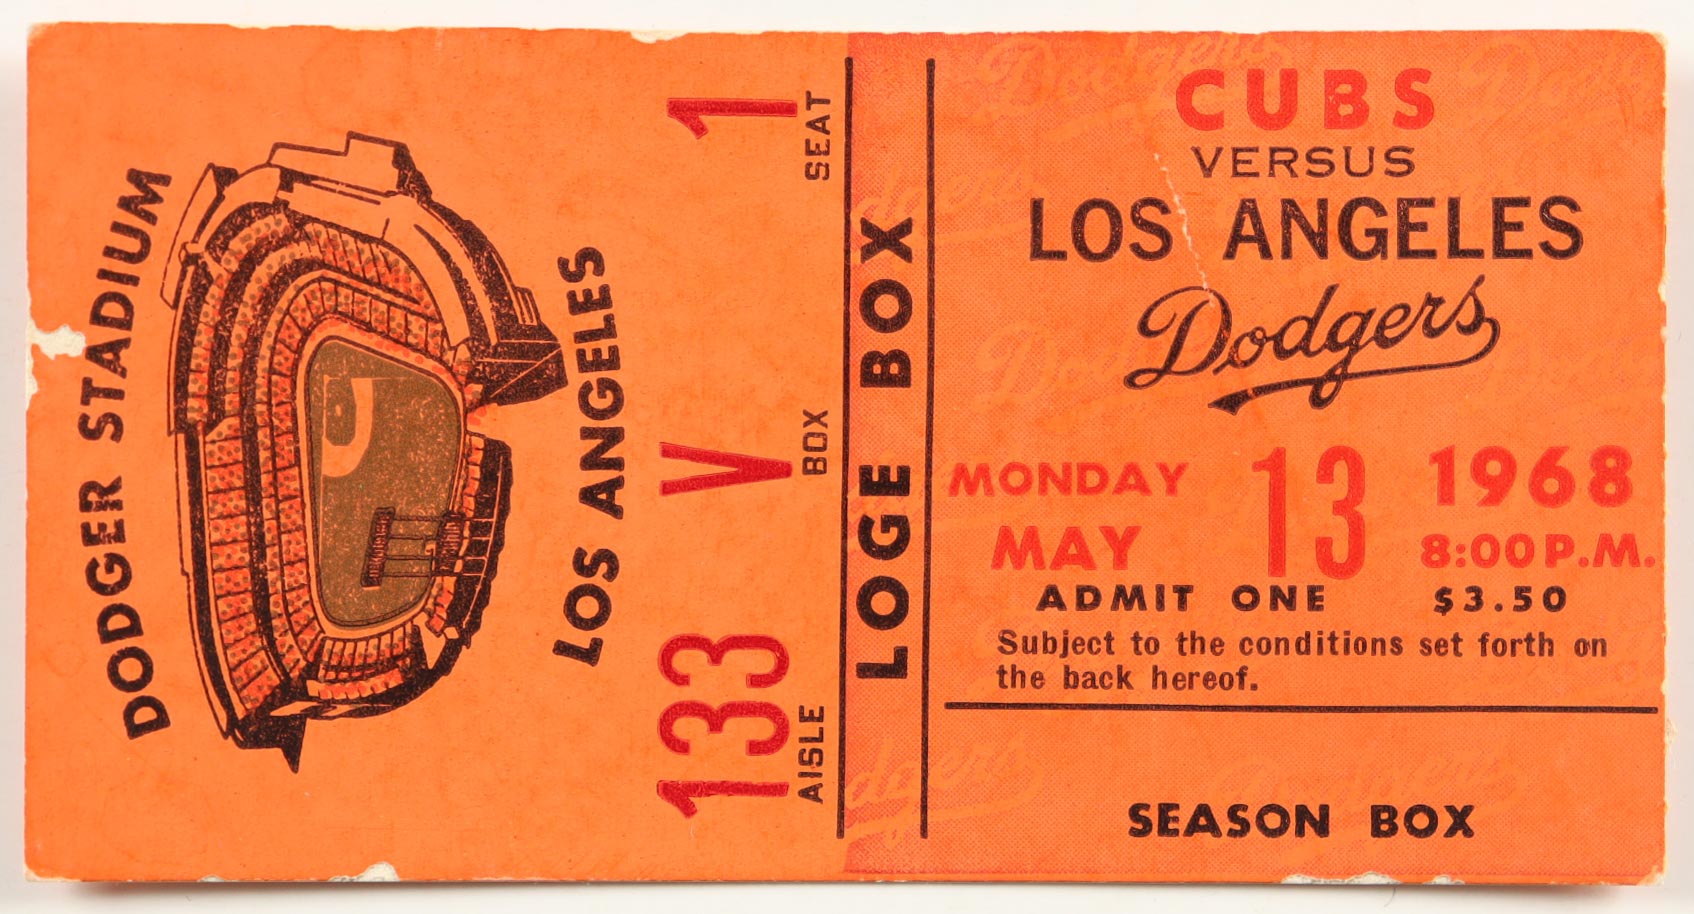 DODGER STADIUM
LOS ANGELES
AISLE 133
BOX V
SEAT 1
LOGE BOX
CUBS
VERSUS
LOS ANGELES
Dodgers
MONDAY
MAY 13 1968
8:00 P.M.
ADMIT ONE $3.50
Subject to the conditions set forth on
the back hereof.
SEASON BOX